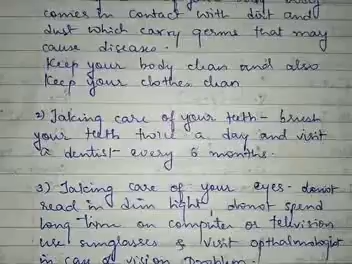 your body
comes in contact with dirt and
dust which carry germs that may
cause disease.
Keep your body clean and also
keep your clothes clean
2) Taking care of your teeth - brush
your teeth twice a day and visit
a dentist every 6 months.
3) Taking care of your eyes - donot
read in dim light, donot spend
long time on computer or television
use sunglasses & visit opthalmologist
in case of vision problem.